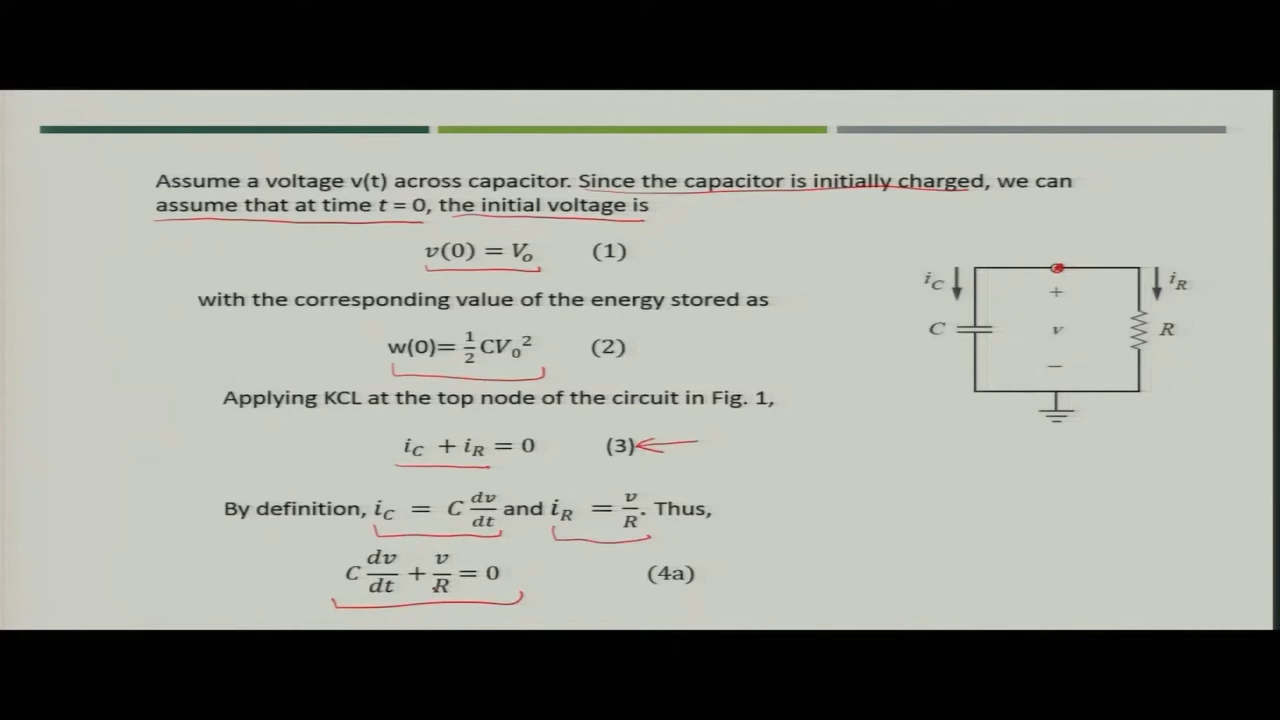 Assume a voltage v(t) across capacitor. Since the capacitor is initially charged, we can
assume that at time t = 0, the initial voltage is
v(0) = Vₒ (1)
with the corresponding value of the energy stored as
w(0)= 1/2 CV₀² (2)
Applying KCL at the top node of the circuit in Fig. 1,
i_C + i_R = 0 (3)
By definition, i_C = C dv/dt and i_R = v/R. Thus,
C dv/dt + v/R = 0 (4a)
i_C i_R
+
C v R
−